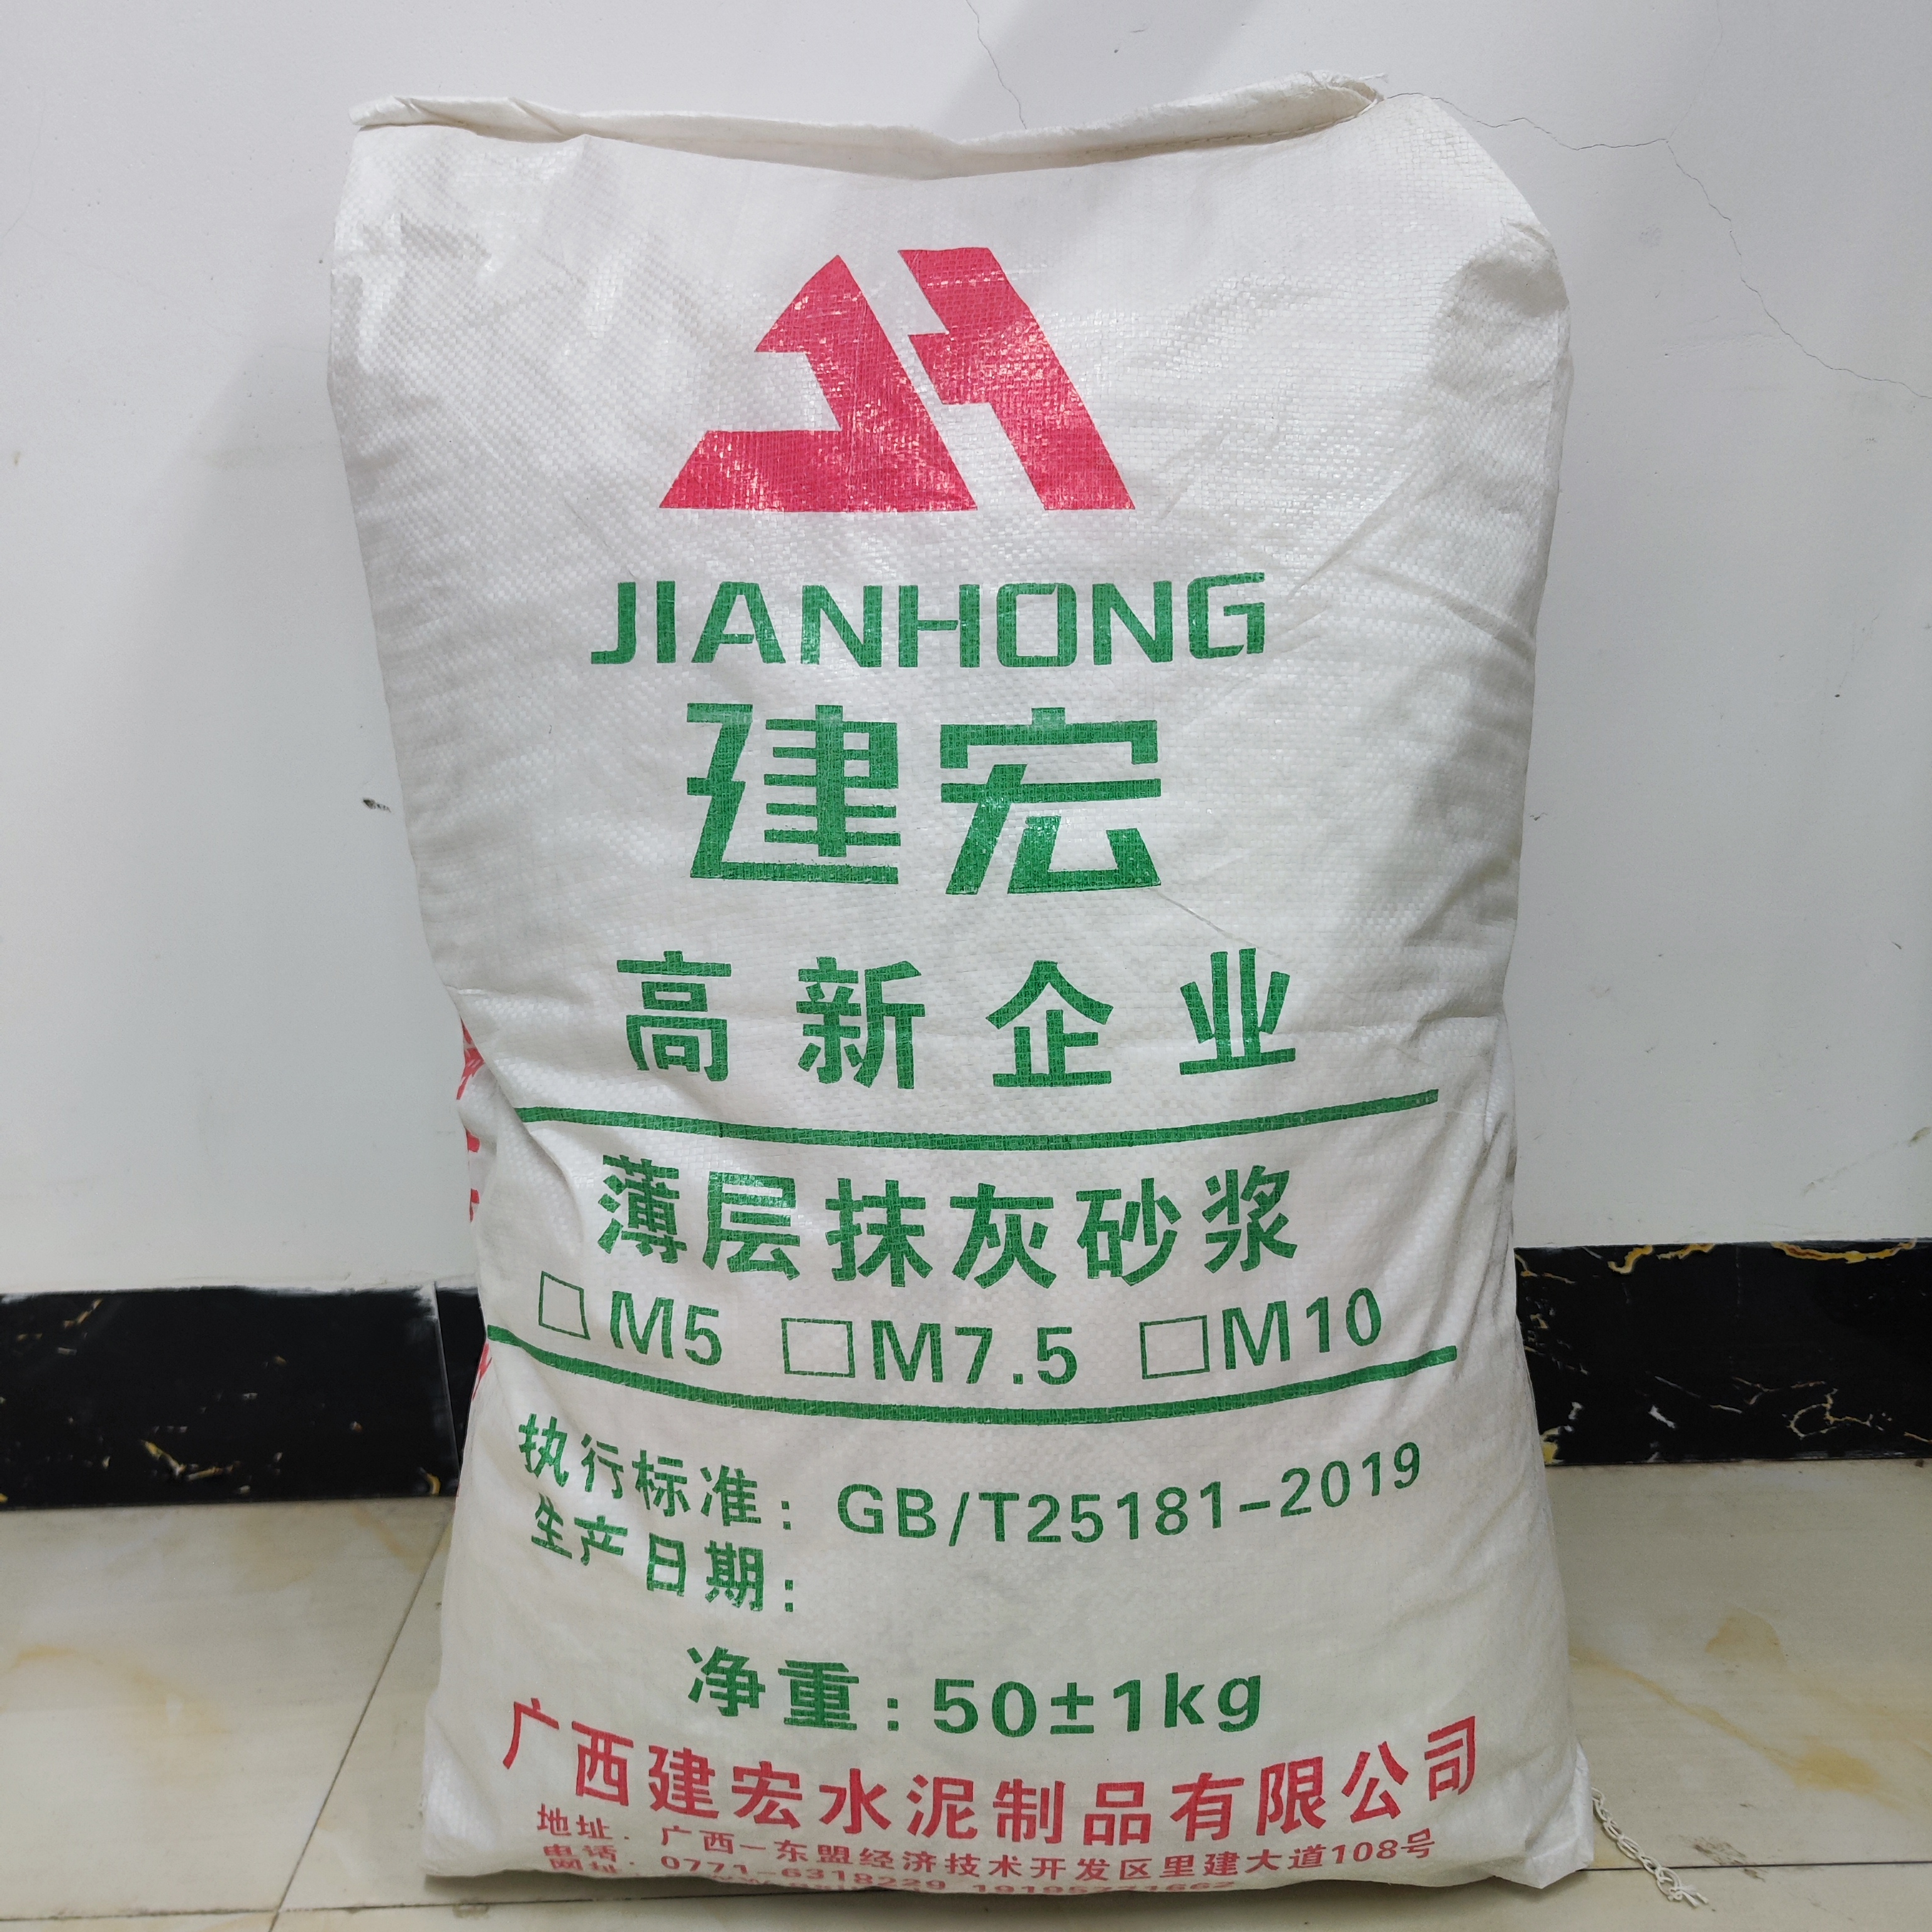 JIANHONG
建宏
高新企业
薄层抹灰砂浆
□M5 □M7.5 □M10
执行标准：GB/T25181-2019
生产日期：
净重：50±1kg
广西建宏水泥制品有限公司
地址：广西一东盟经济技术开发区里建大道108号
电话：0771-6318229
网址：